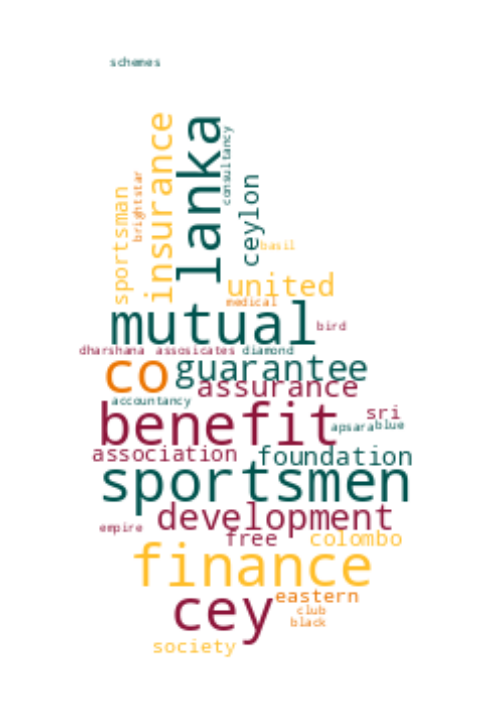 schemes
insurance
lanka
consultancy
brightstar
sportsman
ceylon
basil
united
medical
mutual
bird
dharshana
assosicates
diamond
co
guarantee
assurance
accountancy
benefit
sri
apsara
blue
association
foundation
sportsmen
development
empire
free
colombo
finance
eastern
cey
club
black
society